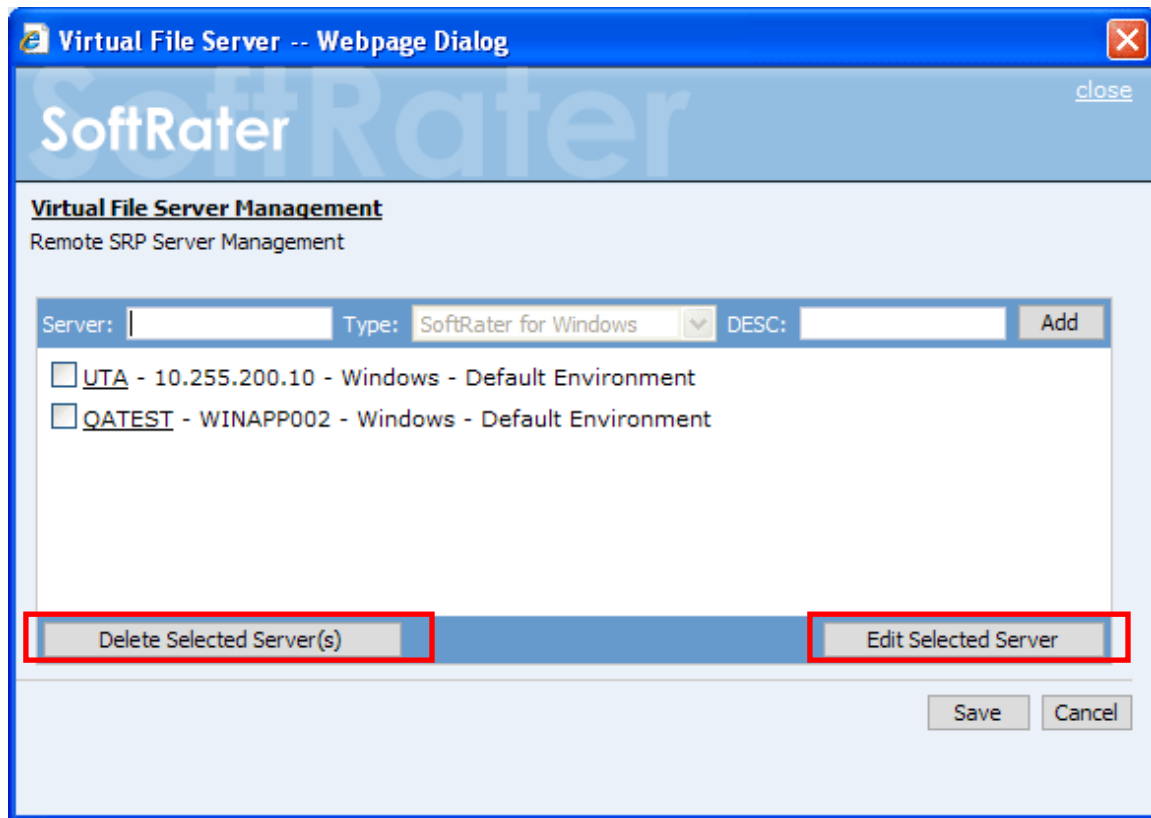 Virtual File Server -- Webpage Dialog
SoftRater
close
SoftRater
Virtual File Server Management
Remote SRP Server Management
Server: Type: SoftRater for Windows DESC: Add
UTA - 10.255.200.10 - Windows - Default Environment
QATEST - WINAPP002 - Windows - Default Environment
Delete Selected Server(s) Edit Selected Server
Save Cancel